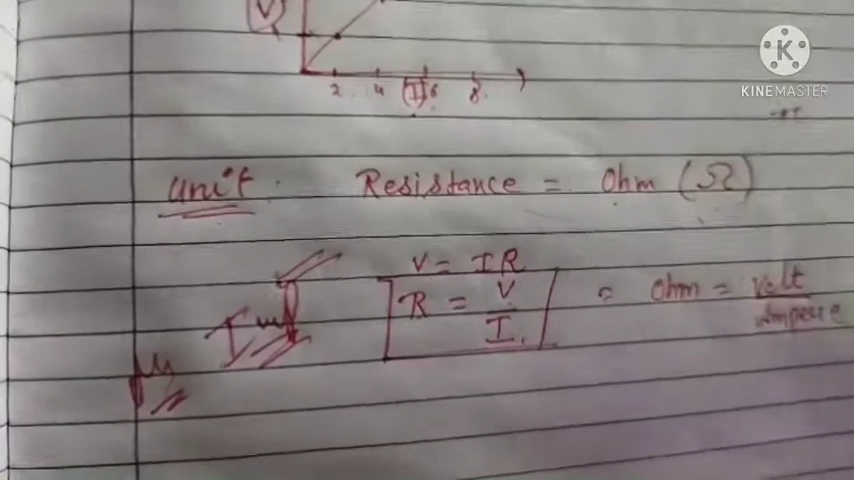 V
2 4 (I) 6 8
K
KINEMASTER
Unit. Resistance = Ohm (Ω)
V = IR
R = V/I. = Ohm = Volt/Ampere